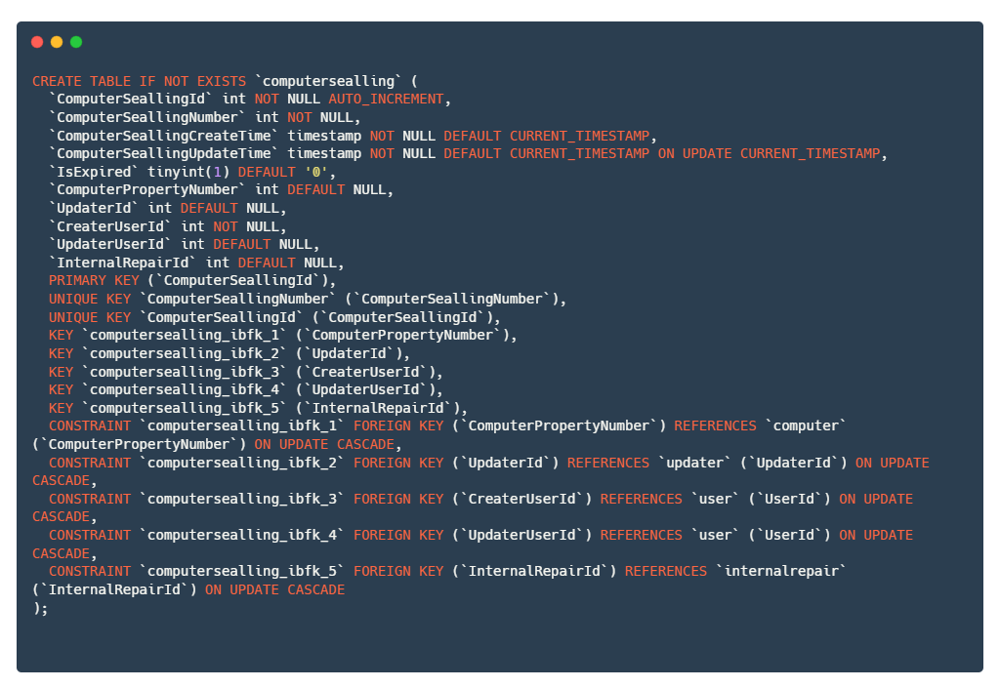 CREATE TABLE IF NOT EXISTS `computersealling` (
  `ComputerSeallingId` int NOT NULL AUTO_INCREMENT,
  `ComputerSeallingNumber` int NOT NULL,
  `ComputerSeallingCreateTime` timestamp NOT NULL DEFAULT CURRENT_TIMESTAMP,
  `ComputerSeallingUpdateTime` timestamp NOT NULL DEFAULT CURRENT_TIMESTAMP ON UPDATE CURRENT_TIMESTAMP,
  `IsExpired` tinyint(1) DEFAULT '0',
  `ComputerPropertyNumber` int DEFAULT NULL,
  `UpdaterId` int DEFAULT NULL,
  `CreaterUserId` int NOT NULL,
  `UpdaterUserId` int DEFAULT NULL,
  `InternalRepairId` int DEFAULT NULL,
  PRIMARY KEY (`ComputerSeallingId`),
  UNIQUE KEY `ComputerSeallingNumber` (`ComputerSeallingNumber`),
  UNIQUE KEY `ComputerSeallingId` (`ComputerSeallingId`),
  KEY `computersealling_ibfk_1` (`ComputerPropertyNumber`),
  KEY `computersealling_ibfk_2` (`UpdaterId`),
  KEY `computersealling_ibfk_3` (`CreaterUserId`),
  KEY `computersealling_ibfk_4` (`UpdaterUserId`),
  KEY `computersealling_ibfk_5` (`InternalRepairId`),
  CONSTRAINT `computersealling_ibfk_1` FOREIGN KEY (`ComputerPropertyNumber`) REFERENCES `computer`
(`ComputerPropertyNumber`) ON UPDATE CASCADE,
  CONSTRAINT `computersealling_ibfk_2` FOREIGN KEY (`UpdaterId`) REFERENCES `updater` (`UpdaterId`) ON UPDATE
CASCADE,
  CONSTRAINT `computersealling_ibfk_3` FOREIGN KEY (`CreaterUserId`) REFERENCES `user` (`UserId`) ON UPDATE
CASCADE,
  CONSTRAINT `computersealling_ibfk_4` FOREIGN KEY (`UpdaterUserId`) REFERENCES `user` (`UserId`) ON UPDATE
CASCADE,
  CONSTRAINT `computersealling_ibfk_5` FOREIGN KEY (`InternalRepairId`) REFERENCES `internalrepair`
(`InternalRepairId`) ON UPDATE CASCADE
);